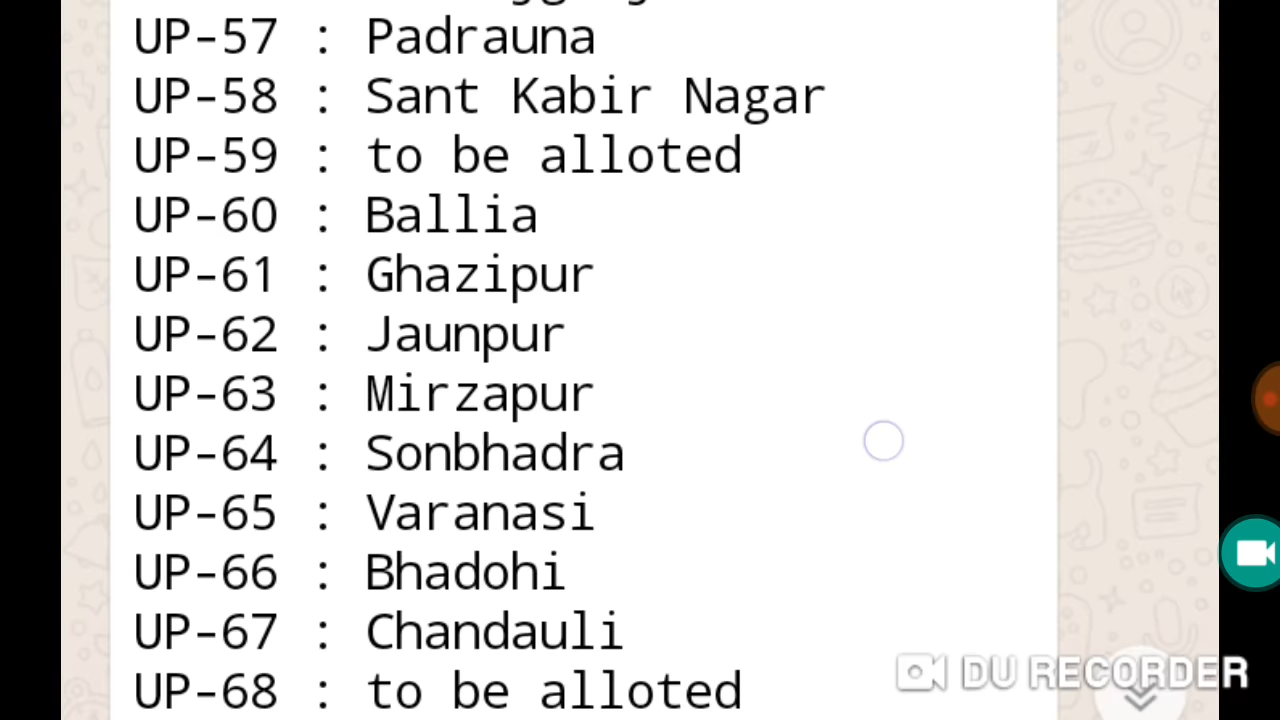 UP-57 : Padrauna
UP-58 : Sant Kabir Nagar
UP-59 : to be alloted
UP-60 : Ballia
UP-61 : Ghazipur
UP-62 : Jaunpur
UP-63 : Mirzapur
UP-64 : Sonbhadra
UP-65 : Varanasi
UP-66 : Bhadohi
UP-67 : Chandauli
UP-68 : to be alloted
DU RECORDER